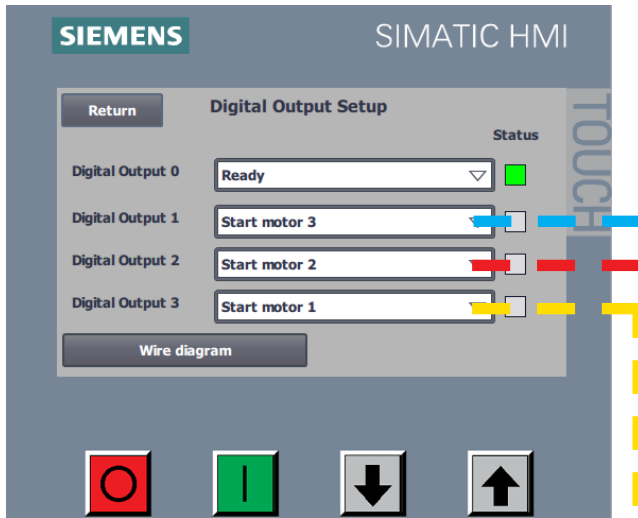 SIEMENS
SIMATIC HMI
TOUCH
Return
Digital Output Setup
Status
Digital Output 0
Ready
Digital Output 1
Start motor 3
Digital Output 2
Start motor 2
Digital Output 3
Start motor 1
Wire diagram